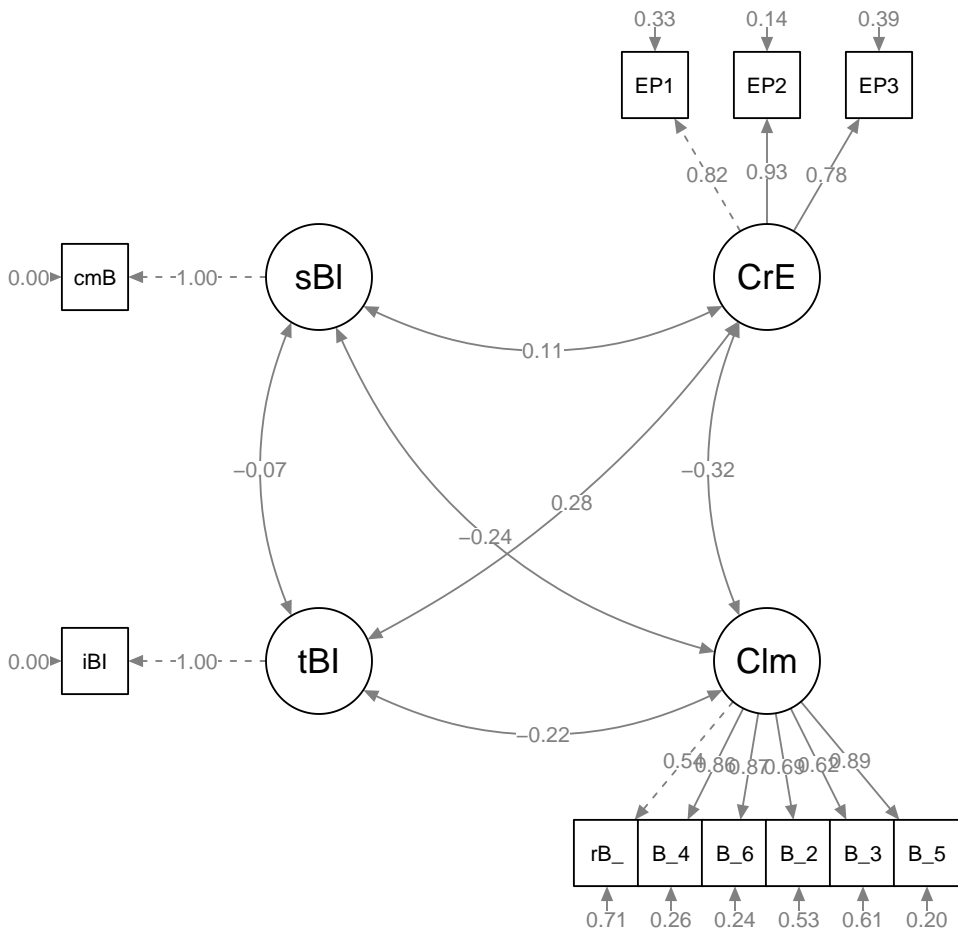 0.33 0.14 0.39
EP1 EP2 EP3
0.82 0.93 0.78
0.00 cmB 1.00 sBI CrE
0.11
−0.07 −0.32
0.28
−0.24
0.00 iBI 1.00 tBI Clm
−0.22
0.54 0.86 0.87 0.69 0.62 0.89
rB_ B_4 B_6 B_2 B_3 B_5
0.71 0.26 0.24 0.53 0.61 0.20